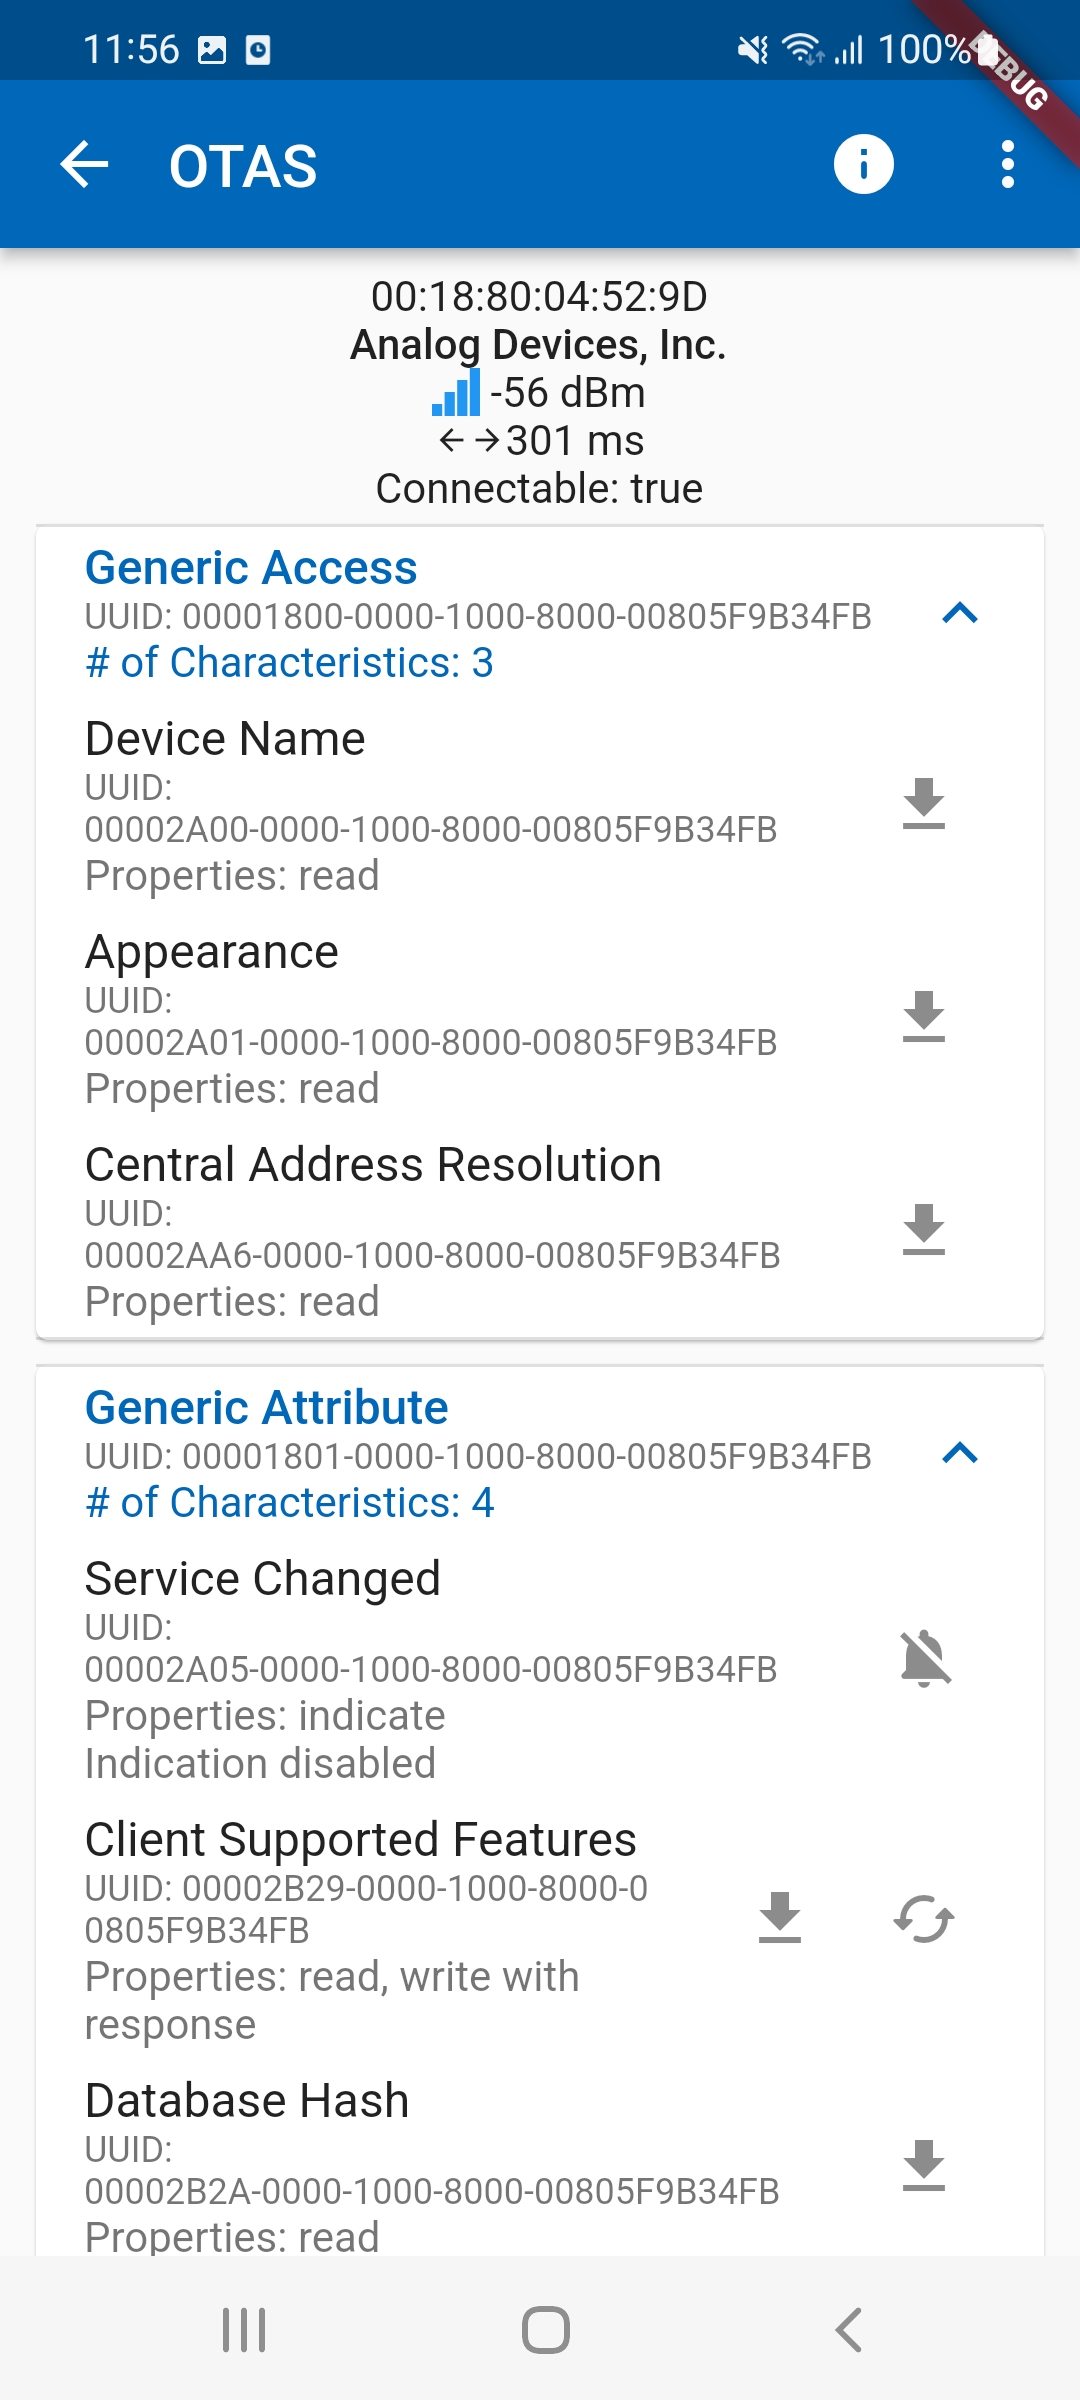 11:56
100%
DEBUG
OTAS
00:18:80:04:52:9D
Analog Devices, Inc.
-56 dBm
301 ms
Connectable: true
Generic Access
UUID: 00001800-0000-1000-8000-00805F9B34FB
# of Characteristics: 3
Device Name
UUID:
00002A00-0000-1000-8000-00805F9B34FB
Properties: read
Appearance
UUID:
00002A01-0000-1000-8000-00805F9B34FB
Properties: read
Central Address Resolution
UUID:
00002AA6-0000-1000-8000-00805F9B34FB
Properties: read
Generic Attribute
UUID: 00001801-0000-1000-8000-00805F9B34FB
# of Characteristics: 4
Service Changed
UUID:
00002A05-0000-1000-8000-00805F9B34FB
Properties: indicate
Indication disabled
Client Supported Features
UUID: 00002B29-0000-1000-8000-0
0805F9B34FB
Properties: read, write with
response
Database Hash
UUID:
00002B2A-0000-1000-8000-00805F9B34FB
Properties: read